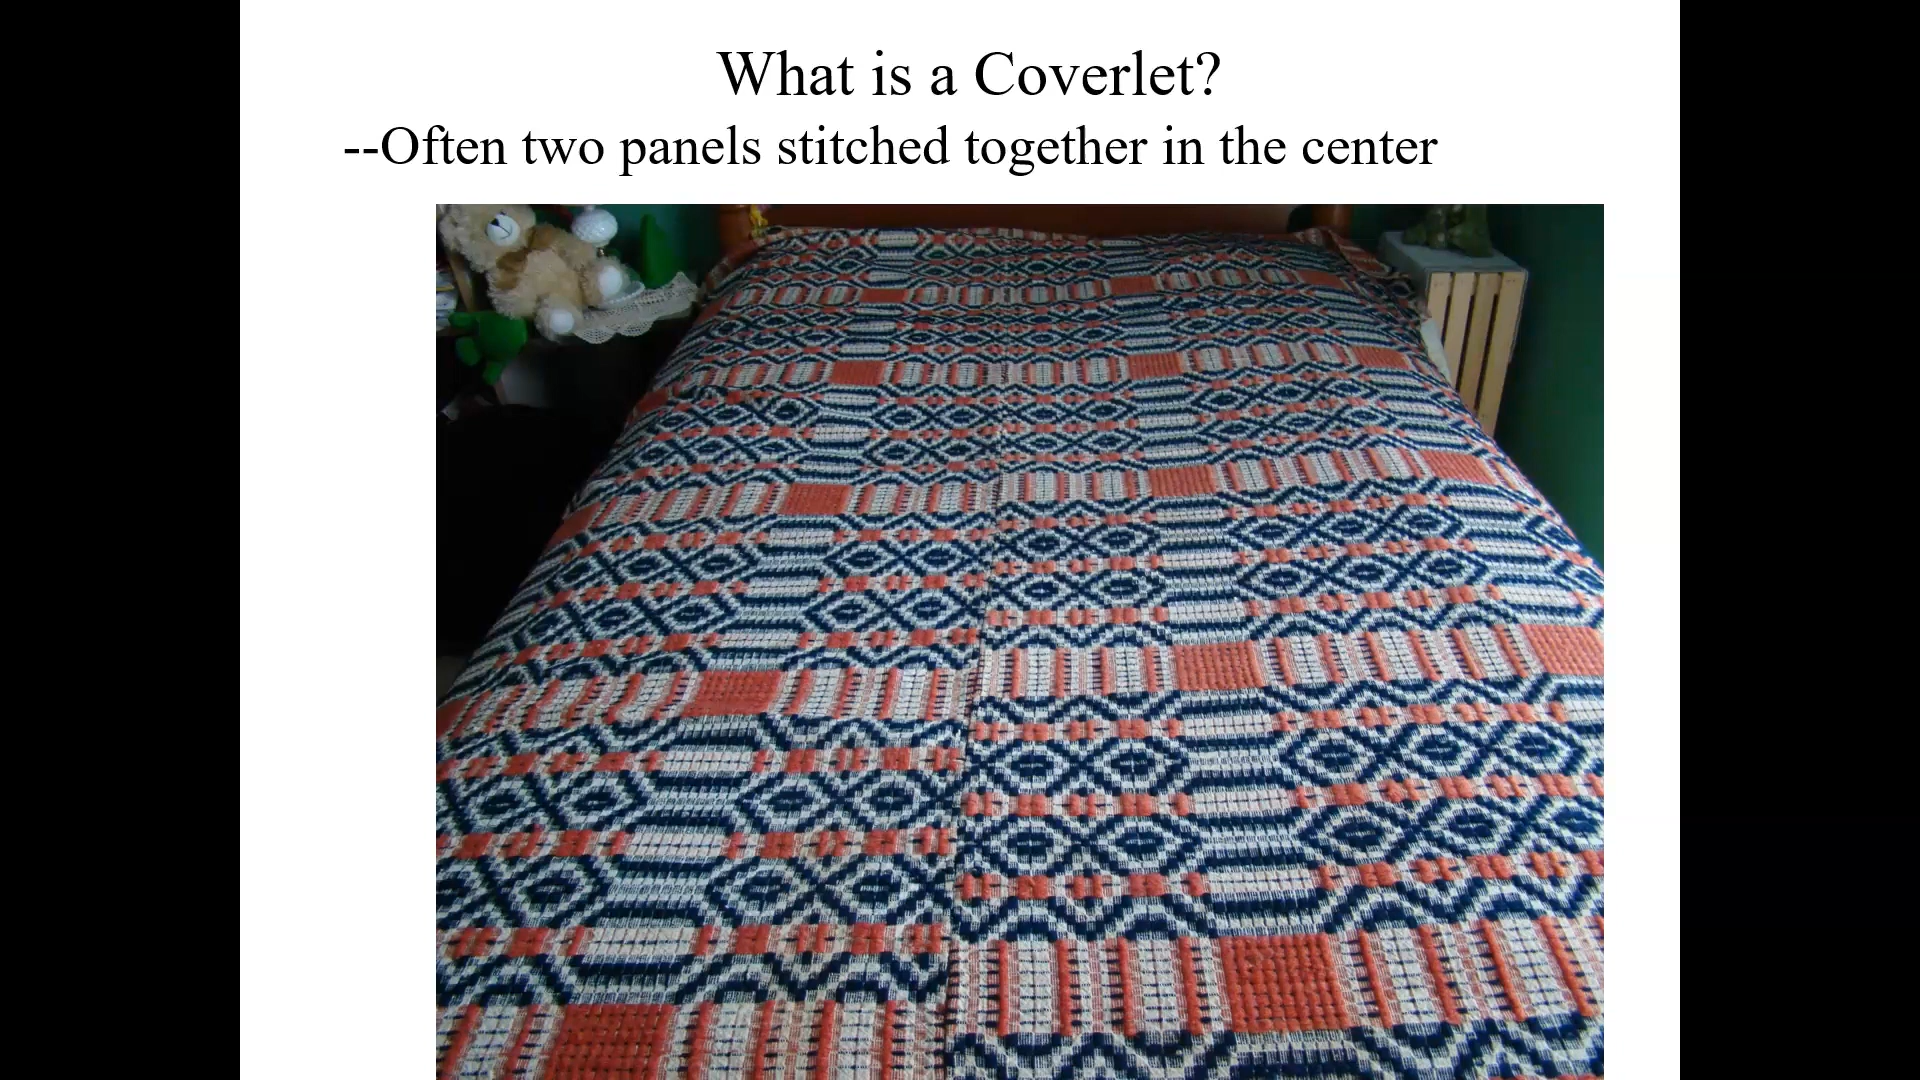 What is a Coverlet?
--Often two panels stitched together in the center